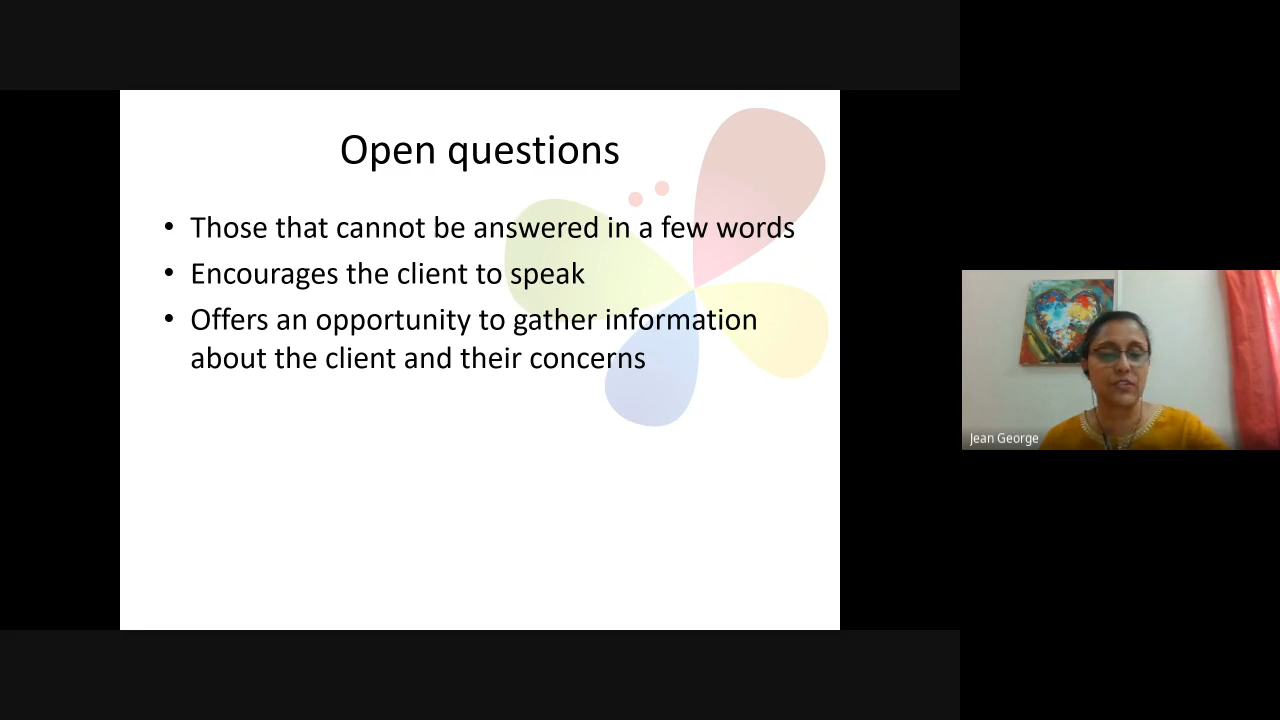 Open questions
• Those that cannot be answered in a few words
• Encourages the client to speak
• Offers an opportunity to gather information
about the client and their concerns
Jean George